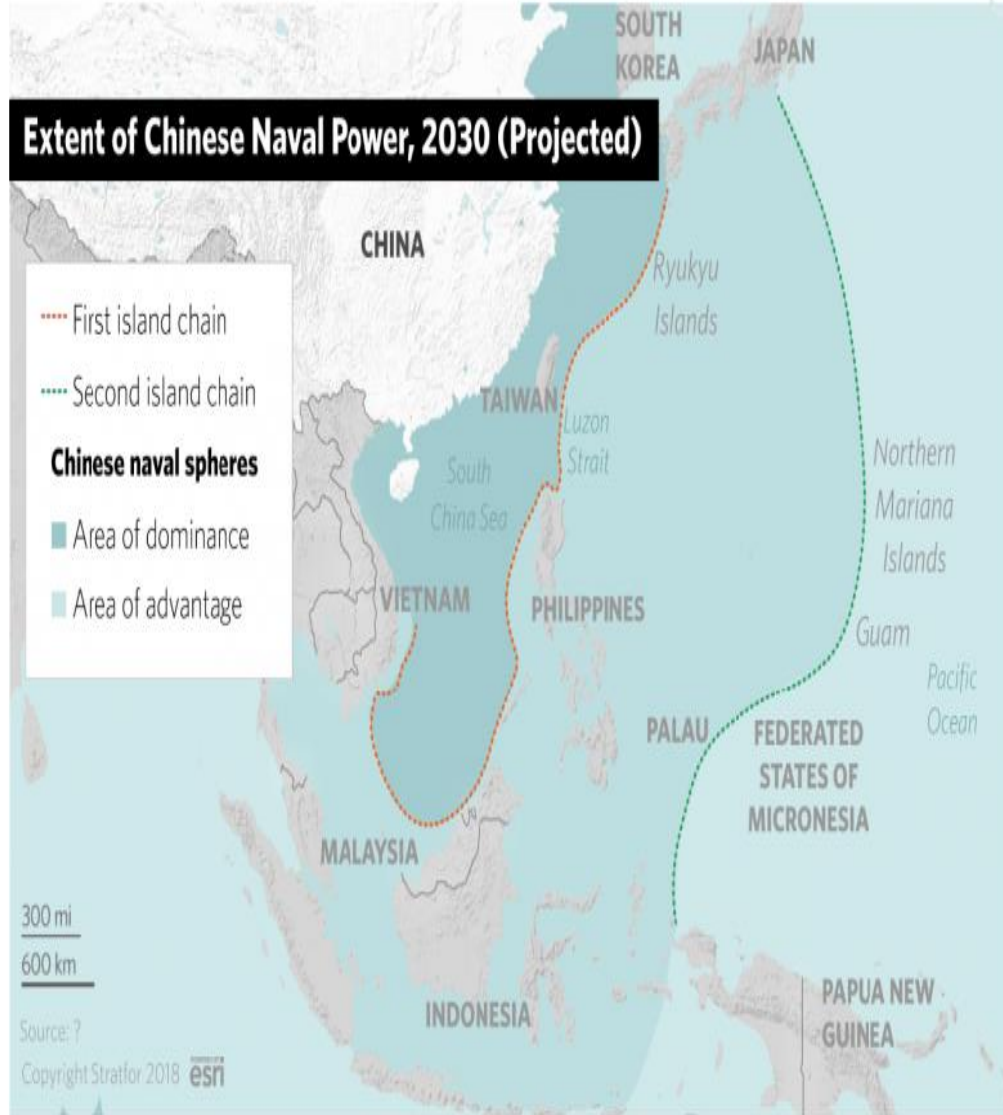 SOUTH
KOREA
JAPAN
Extent of Chinese Naval Power, 2030 (Projected)
CHINA
Ryukyu
Islands
First island chain
Second island chain
Chinese naval spheres
Area of dominance
Area of advantage
TAIWAN
Luzon
Strait
South
China Sea
Northern
Mariana
Islands
VIETNAM
PHILIPPINES
Guam
Pacific
Ocean
PALAU
FEDERATED
STATES OF
MICRONESIA
MALAYSIA
300 mi
600 km
INDONESIA
PAPUA NEW
GUINEA
Source: ?
Copyright Stratfor 2018 esri